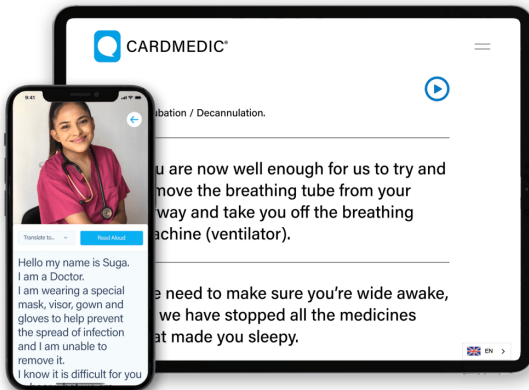 CARDMEDIC®
/ Decannulation.
are now well enough for us to try and
move the breathing tube from your
way and take you off the breathing
machine (ventilator).
need to make sure you're wide awake,
we have stopped all the medicines
at made you sleepy.
EN
9:41
Translate to...
Read Aloud
Hello my name is Suga.
I am a Doctor.
I am wearing a special
mask, visor, gown and
gloves to help prevent
the spread of infection
and I am unable to
remove it.
I know it is difficult for you